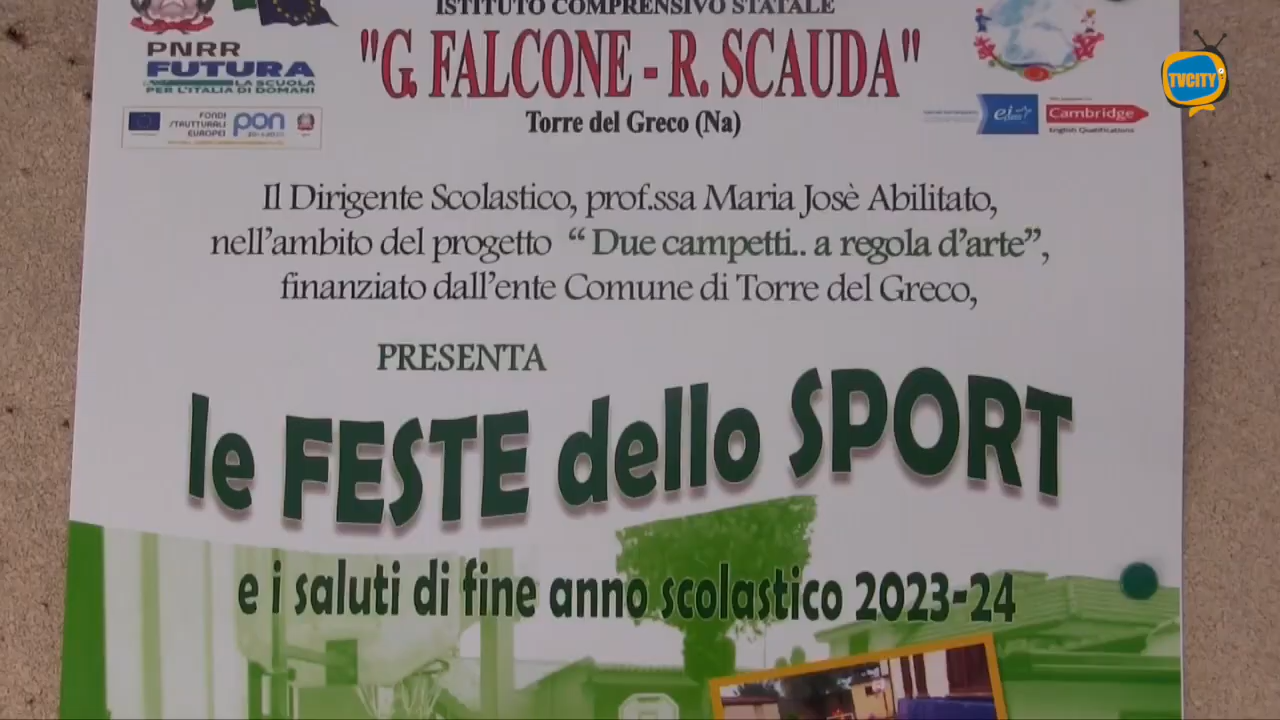 ISTITUTO COMPRENSIVO STATALE
"G. FALCONE - R. SCAUDA"
Torre del Greco (Na)
PNRR
FUTURA
LA SCUOLA
PER L'ITALIA DI DOMANI
FONDI
STRUTTURALI
EUROPEI
pon
ei
Cambridge
English Qualifications
TVCITY
Il Dirigente Scolastico, prof.ssa Maria Josè Abilitato,
nell'ambito del progetto “ Due campetti.. a regola d'arte”,
finanziato dall'ente Comune di Torre del Greco,
PRESENTA
le FESTE dello SPORT
e i saluti di fine anno scolastico 2023-24